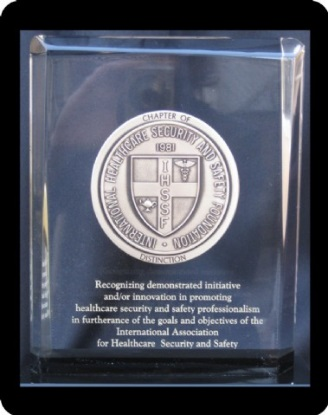 CHAPTER OF
INTERNATIONAL HEALTHCARE SECURITY AND SAFETY FOUNDATION
1981
IHSSF
DISTINCTION
Recognizing demonstrated initiative
and/or innovation in promoting
healthcare security and safety professionalism
in furtherance of the goals and objectives of the
International Association
for Healthcare Security and Safety